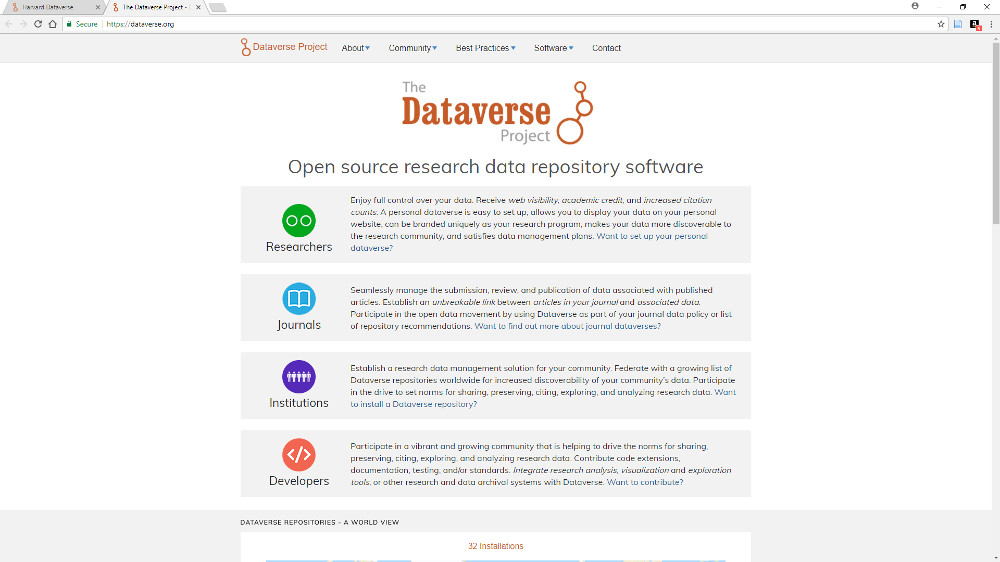 Harvard Dataverse
The Dataverse Project -
Secure
https://dataverse.org
a
8
Dataverse Project
About
Community
Best Practices
Software
Contact
The
Dataverse
Project
Open source research data repository software
Researchers
Enjoy full control over your data. Receive web visibility, academic credit, and increased citation
counts. A personal dataverse is easy to set up, allows you to display your data on your personal
website, can be branded uniquely as your research program, makes your data more discoverable to
the research community, and satisfies data management plans. Want to set up your personal
dataverse?
Journals
Seamlessly manage the submission, review, and publication of data associated with published
articles. Establish an unbreakable link between articles in your journal and associated data.
Participate in the open data movement by using Dataverse as part of your journal data policy or list
of repository recommendations. Want to find out more about journal dataverses?
Institutions
Establish a research data management solution for your community. Federate with a growing list of
Dataverse repositories worldwide for increased discoverability of your community’s data. Participate
in the drive to set norms for sharing, preserving, citing, exploring, and analyzing research data. Want
to install a Dataverse repository?
Developers
Participate in a vibrant and growing community that is helping to drive the norms for sharing,
preserving, citing, exploring, and analyzing research data. Contribute code extensions,
documentation, testing, and/or standards. Integrate research analysis, visualization and exploration
tools, or other research and data archival systems with Dataverse. Want to contribute?
DATAVERSE REPOSITORIES - A WORLD VIEW
32 Installations